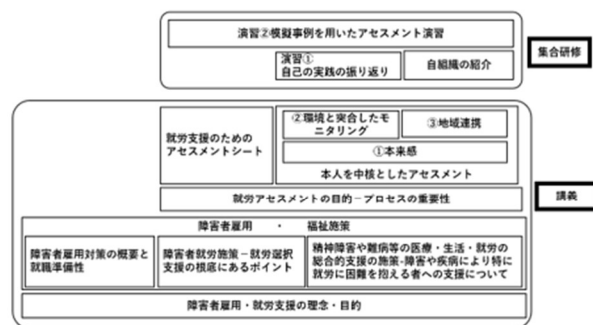 演習②模擬事例を用いたアセスメント演習
演習①
自己の実践の振り返り
自組織の紹介
集合研修
就労支援のための
アセスメントシート
②環境と実合したモ
ニタリング
③地域連携
①本来感
本人を中核としたアセスメント
就労アセスメントの目的－プロセスの重要性
講義
障害者雇用 ・ 福祉施策
障害者雇用対策の概要と
就職準備性
障害者就労施策－就労選択
支援の根底にあるポイント
精神障害や難病等の医療・生活・就労の
総合的支援の施策-障害や疾病により特に
就労に困難を抱える者への支援について
障害者雇用・就労支援の理念・目的